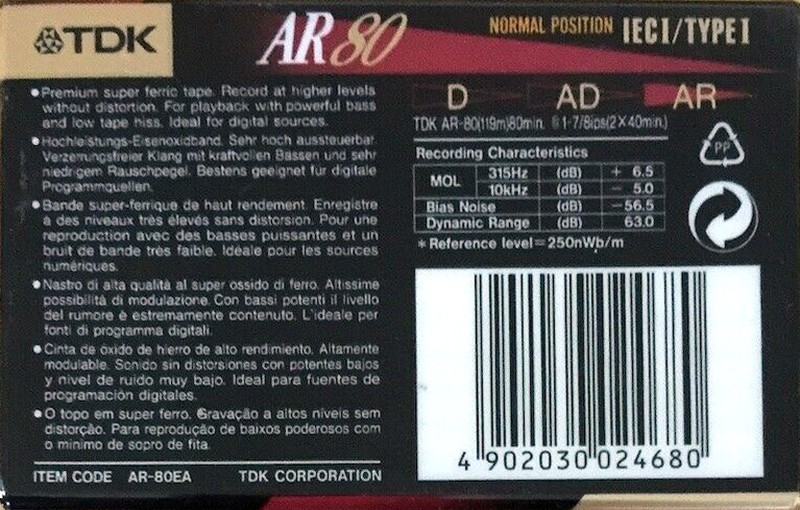 TDK
AR 80
NORMAL POSITION IECI/TYPE I
● Premium super ferric tape. Record at higher levels
without distortion. For playback with powerful bass
and low tape hiss. Ideal for digital sources.
● Hochleistungs-Eisenoxidband. Sehr hoch aussteuerbar.
Verzerrungsfreier Klang mit kraftvollen Bässen und sehr
niedrigem Rauschpegel. Bestens geeignet für digitale
Programmquellen.
● Bande super-ferrique de haut rendement. Enregistre
à des niveaux très élevés sans distorsion. Pour une
reproduction avec des basses puissantes et un
bruit de bande très faible. Idéale pour les sources
numériques.
● Nastro di alta qualità al super ossido di ferro. Altissime
possibilità di modulazione. Con bassi potenti il livello
del rumore è estremamente contenuto. L'ideale per
fonti di programma digitali.
● Cinta de óxido de hierro de alto rendimiento. Altamente
modulable. Sonido sin distorsiones con potentes bajos
y nivel de ruido muy bajo. Ideal para fuentes de
programación digitales.
● O topo em super ferro. Gravação a altos níveis sem
distorção. Para reprodução de baixos poderosos com
o mínimo de sopro de fita.
ITEM CODE AR-80EA TDK CORPORATION
D AD AR
TDK AR-80(119m)80min. @1-7/8ips(2×40min.)
Recording Characteristics
MOL 315Hz (dB) + 6.5
10kHz (dB) − 5.0
Bias Noise (dB) −56.5
Dynamic Range (dB) 63.0
* Reference level=250nWb/m
PP
4 902030 024680